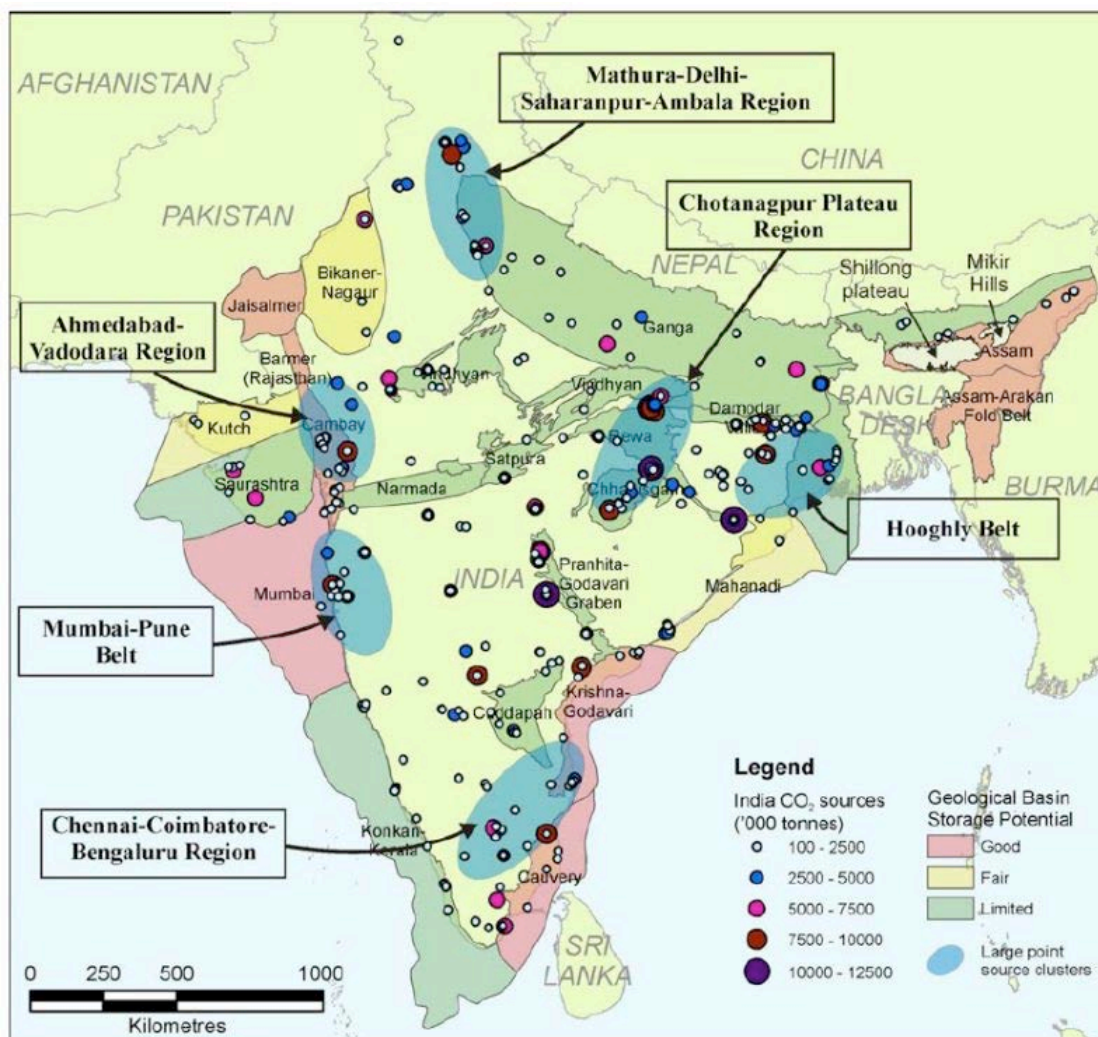 AFGHANISTAN
Mathura-Delhi-
Saharanpur-Ambala Region
CHINA
PAKISTAN
Chotanagpur Plateau
Region
NEPAL
Shillong
plateau
Mikir
Hills
Bikaner-
Nagaur
Jaisalmer
Ahmedabad-
Vadodara Region
Ganga
Assam
Barmer
(Rajasthan)
Vindhyan
BANGLA
DESH
Assam-Arakan
Fold Belt
Kutch
Cambay
Damodar
Rewa
Satpura
Saurashtra
Narmada
BURMA
Hooghly Belt
INDIA
Pranhita-
Godavari
Graben
Mahanadi
Mumbai
Mumbai-Pune
Belt
Krishna-
Godavari
Cuddapah
Chennai-Coimbatore-
Bengaluru Region
Konkan-
Kerala
Cauvery
SRI
LANKA
Legend
India CO₂ sources
('000 tonnes)
100 - 2500
2500 - 5000
5000 - 7500
7500 - 10000
10000 - 12500
Geological Basin
Storage Potential
Good
Fair
Limited
Large point
source clusters
0 250 500 1000
Kilometres